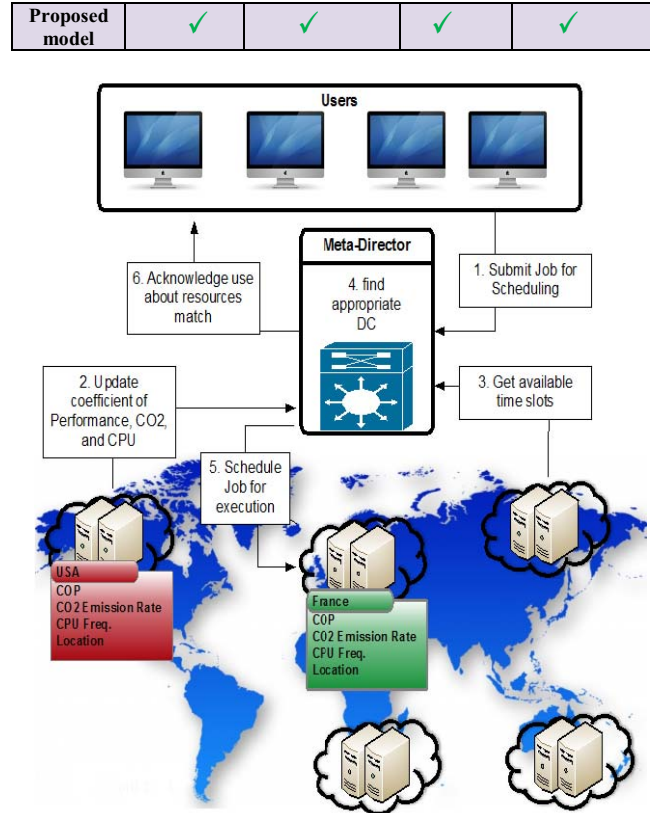 Proposed
model ✓ ✓ ✓ ✓
Users
Meta-Director
4. find
appropriate
DC
1. Submit Job for
Scheduling
6. Acknowledge use
about resources
match
2. Update
coefficient of
Performance, CO2,
and CPU
3. Get available
time slots
5. Schedule
Job for
execution
USA
COP
CO2 Emission Rate
CPU Freq.
Location
France
COP
CO2 Emission Rate
CPU Freq.
Location